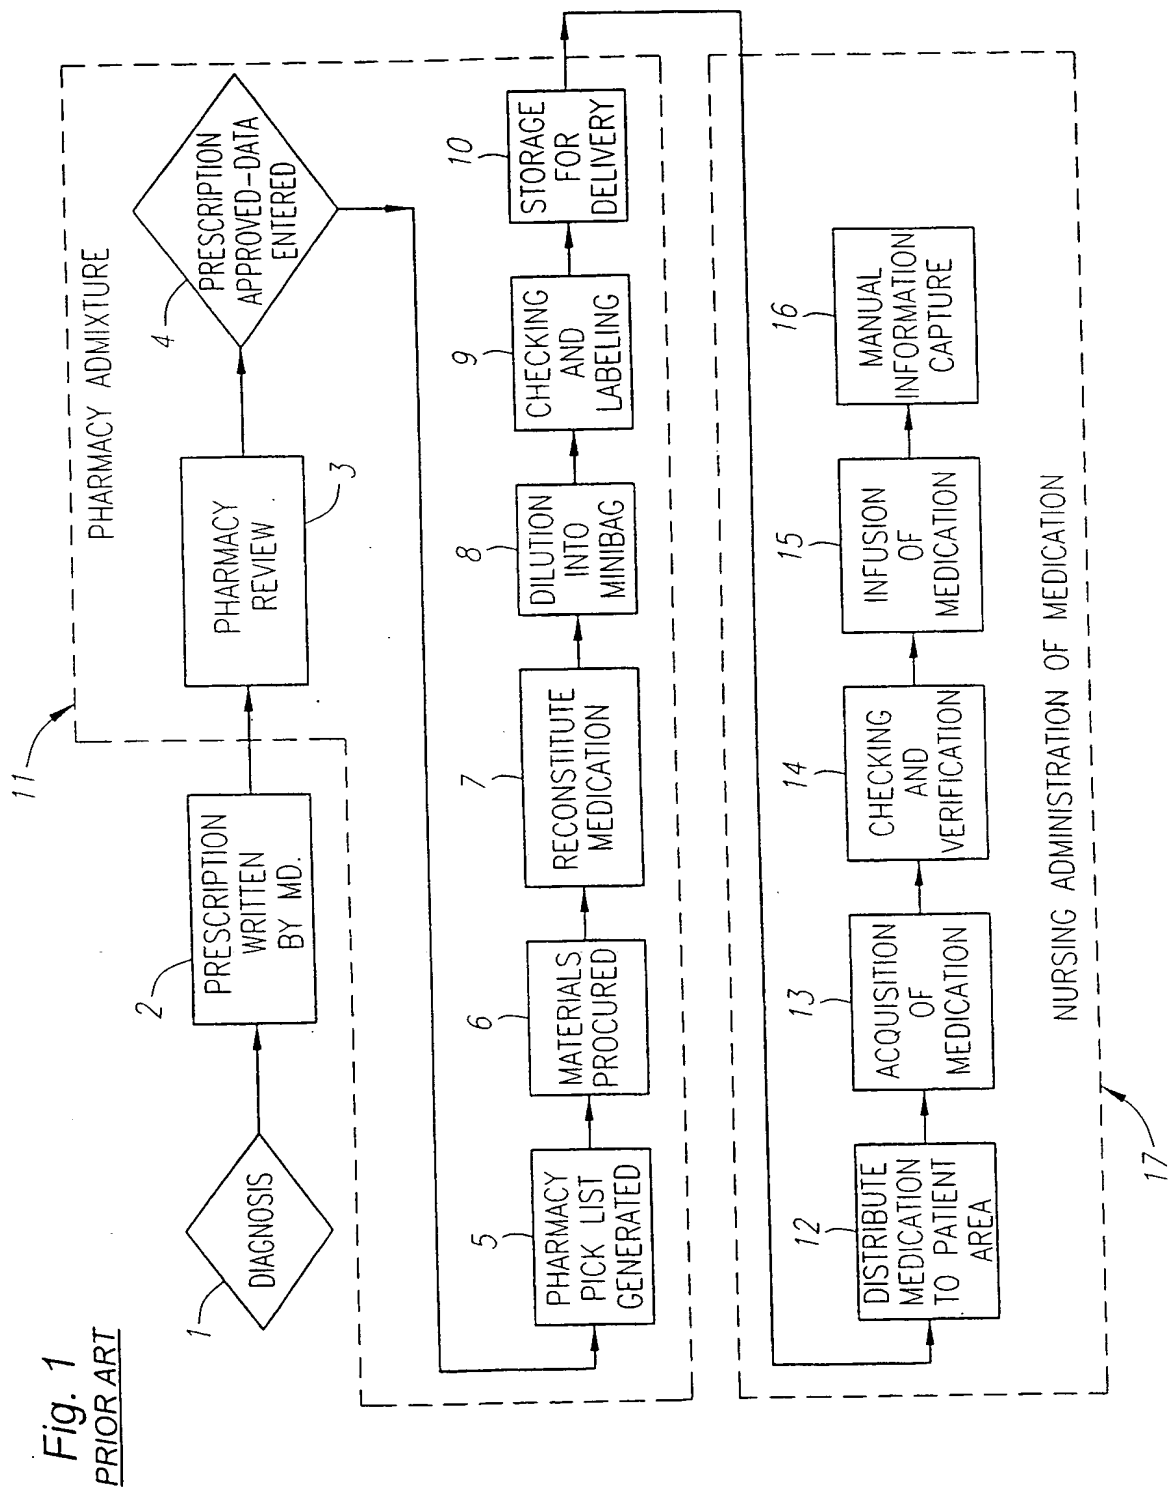 Fig. 1
PRIOR ART
1
DIAGNOSIS
2
PRESCRIPTION
WRITTEN
BY MD.
11
PHARMACY ADMIXTURE
PHARMACY
REVIEW
3
4
PRESCRIPTION
APPROVED-DATA
ENTERED
5
PHARMACY
PICK LIST
GENERATED
6
MATERIALS
PROCURED
7
RECONSTITUTE
MEDICATION
8
DILUTION
INTO
MINIBAG
9
CHECKING
AND
LABELING
10
STORAGE
FOR
DELIVERY
12
DISTRIBUTE
MEDICATION
TO PATIENT
AREA
13
ACQUISITION
OF
MEDICATION
14
CHECKING
AND
VERIFICATION
15
INFUSION
OF
MEDICATION
16
MANUAL
INFORMATION
CAPTURE
NURSING ADMINISTRATION OF MEDICATION
17